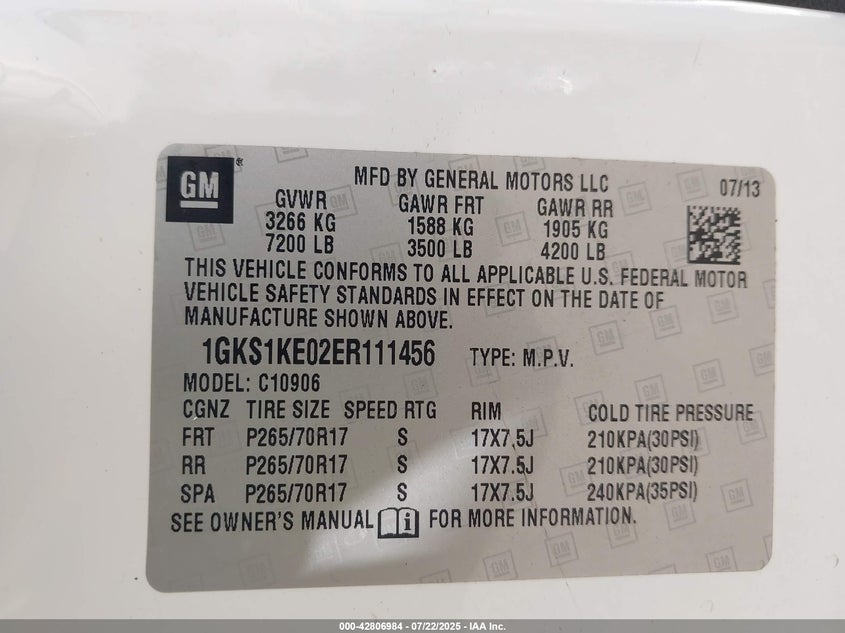 GM®
MFD BY GENERAL MOTORS LLC 07/13
GVWR GAWR FRT GAWR RR
3266 KG 1588 KG 1905 KG
7200 LB 3500 LB 4200 LB
THIS VEHICLE CONFORMS TO ALL APPLICABLE U.S. FEDERAL MOTOR
VEHICLE SAFETY STANDARDS IN EFFECT ON THE DATE OF
MANUFACTURE SHOWN ABOVE.
1GKS1KE02ER111456 TYPE: M.P.V.
MODEL: C10906
CGNZ TIRE SIZE SPEED RTG RIM COLD TIRE PRESSURE
FRT P265/70R17 S 17X7.5J 210KPA(30PSI)
RR P265/70R17 S 17X7.5J 210KPA(30PSI)
SPA P265/70R17 S 17X7.5J 240KPA(35PSI)
SEE OWNER'S MANUAL FOR MORE INFORMATION.
000-42806984 - 07/22/2025 - IAA Inc.